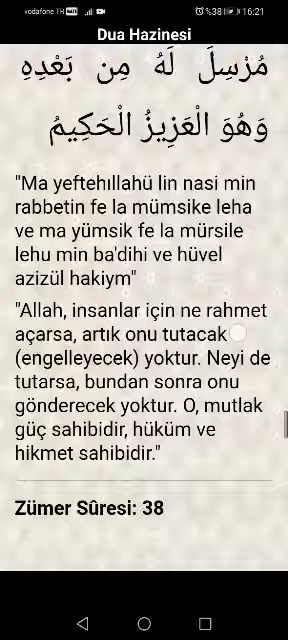 vodafone TR %38 16:21
Dua Hazinesi
مُرْسِلَ لَهُ مِن بَعْدِهِ
وَهُوَ الْعَزِيزُ الْحَكِيمُ
"Ma yeftehıllahü lin nasi min
rabbetin fe la mümsike leha
ve ma yümsik fe la mürsile
lehu min ba'dihi ve hüvel
azizül hakiym"
"Allah, insanlar için ne rahmet
açarsa, artık onu tutacak
(engelleyecek) yoktur. Neyi de
tutarsa, bundan sonra onu
gönderecek yoktur. O, mutlak
güç sahibidir, hüküm ve
hikmet sahibidir."
Zümer Sûresi: 38